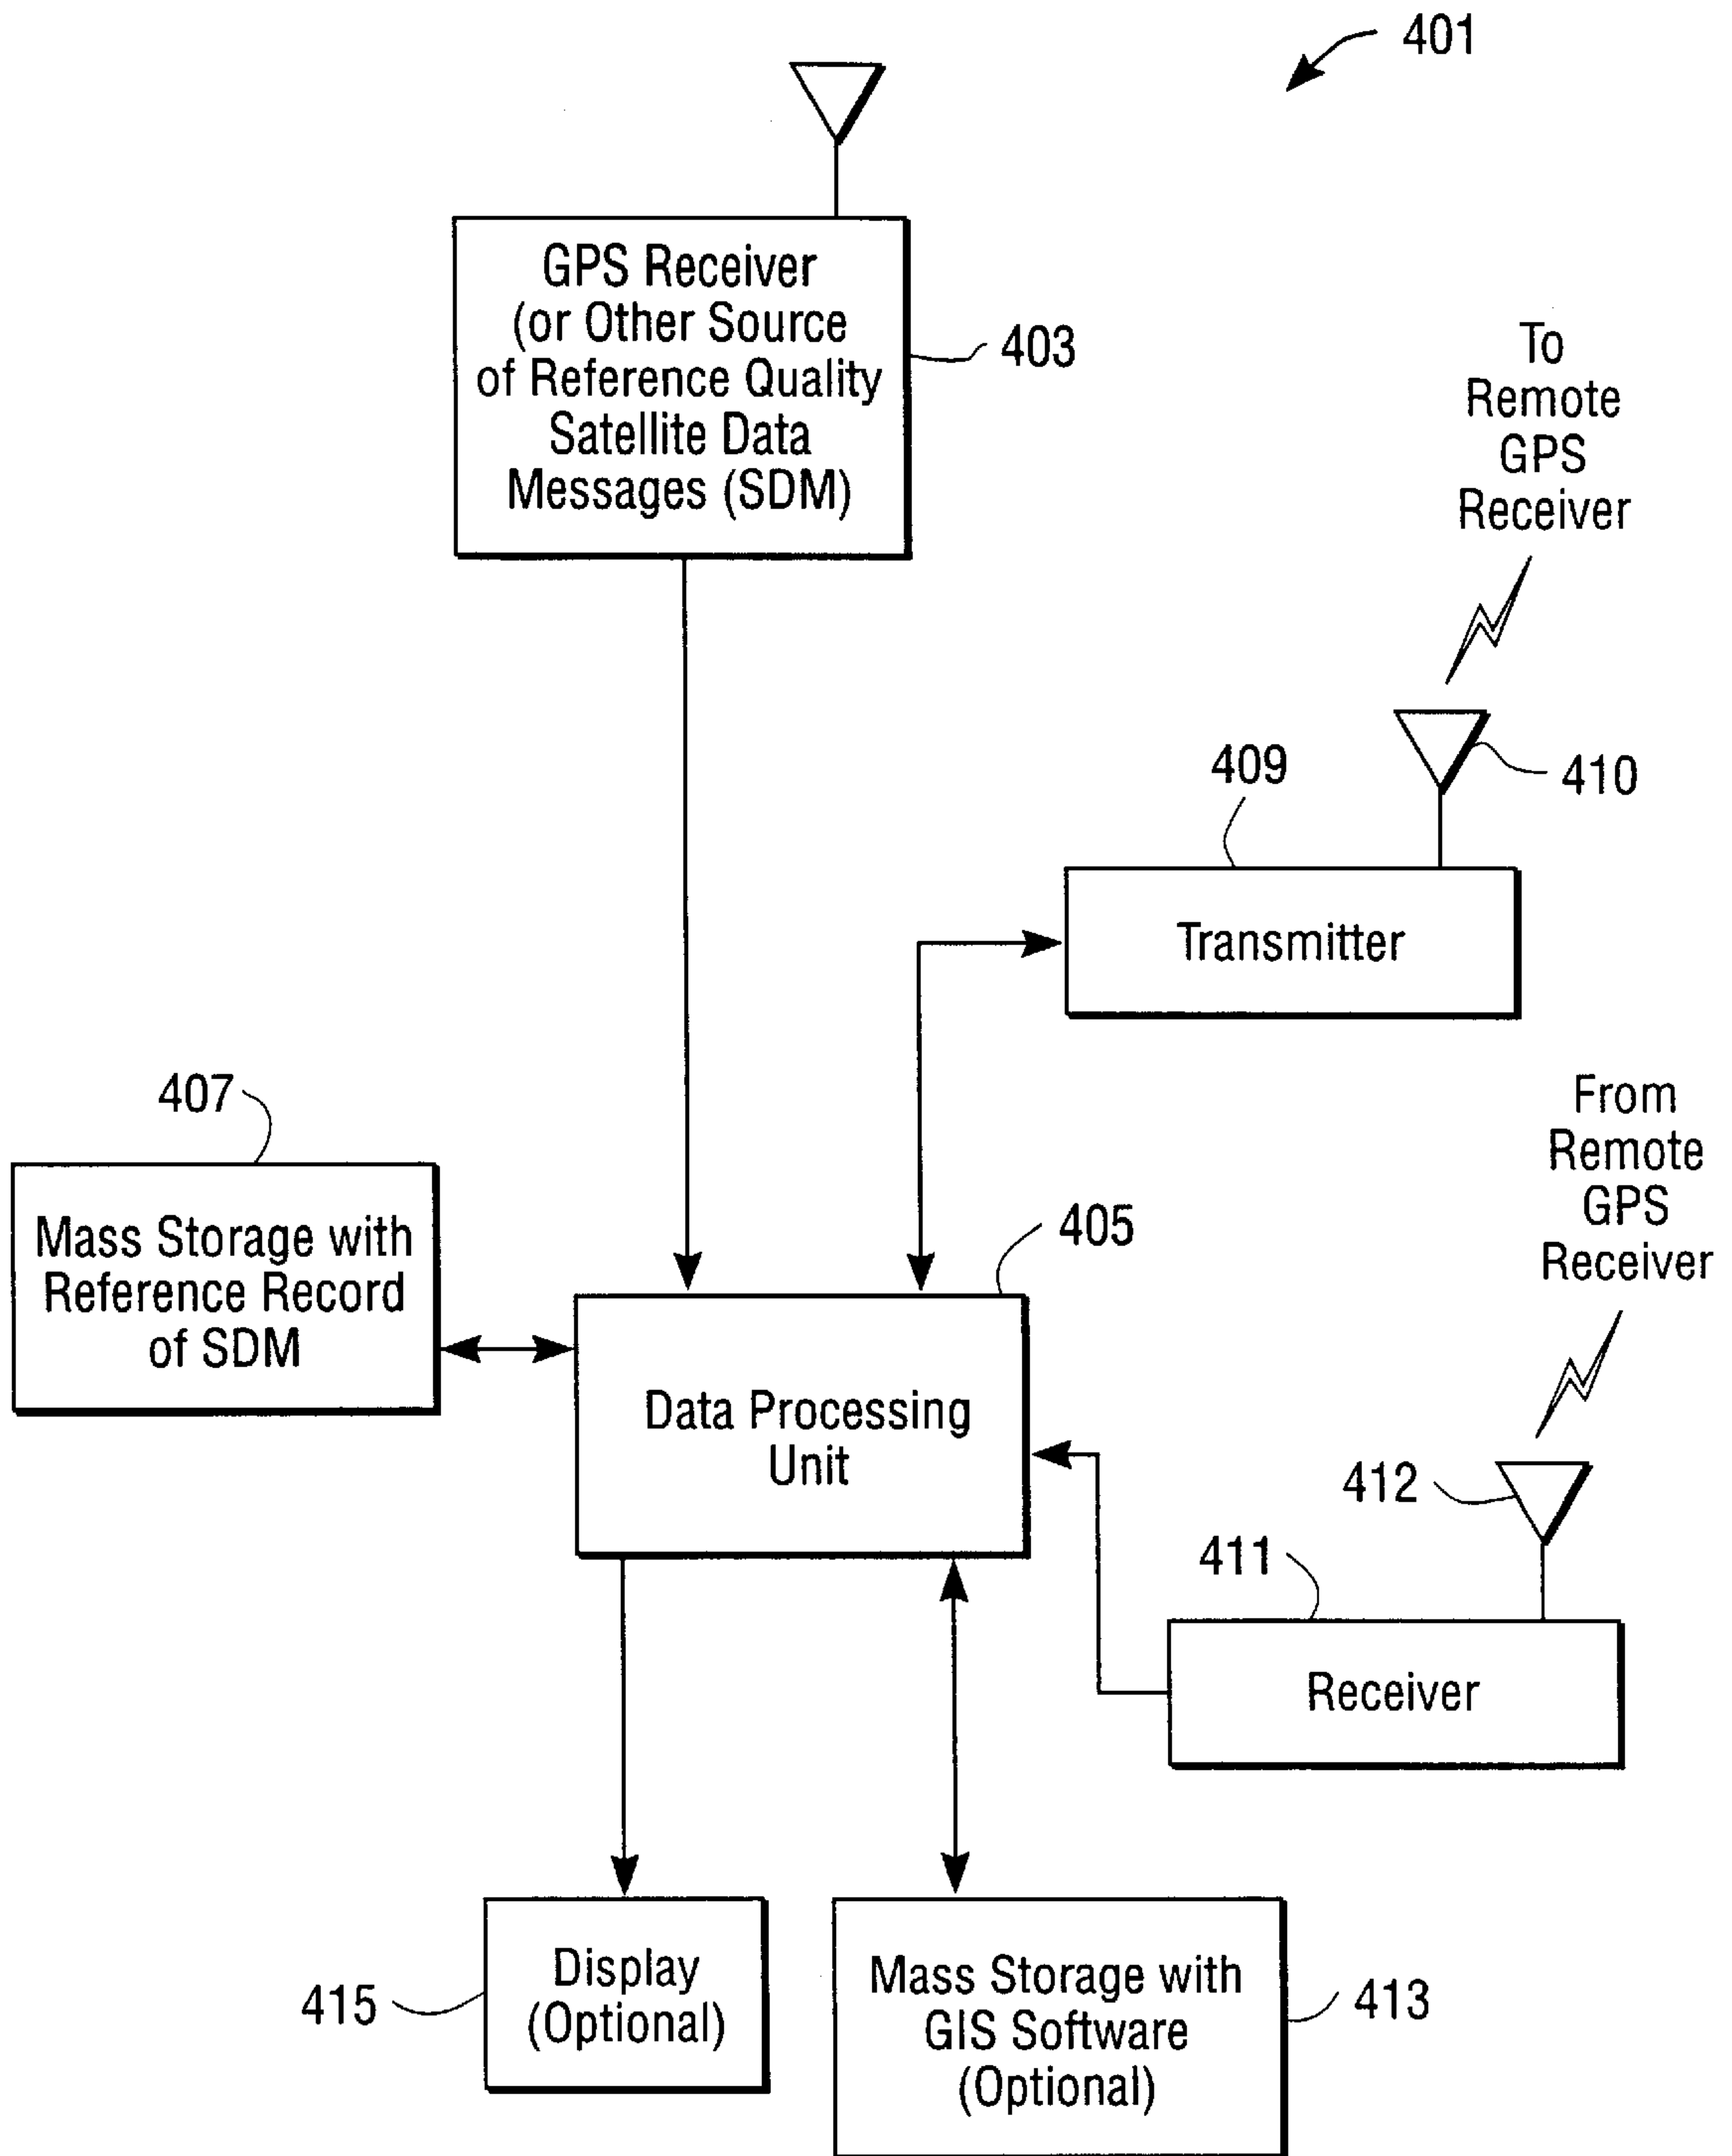 401
GPS Receiver
(or Other Source
of Reference Quality
Satellite Data
Messages (SDM)
403
To
Remote
GPS
Receiver
410
409
Transmitter
407
Mass Storage with
Reference Record
of SDM
405
Data Processing
Unit
From
Remote
GPS
Receiver
412
411
Receiver
415
Display
(Optional)
Mass Storage with
GIS Software
(Optional)
413